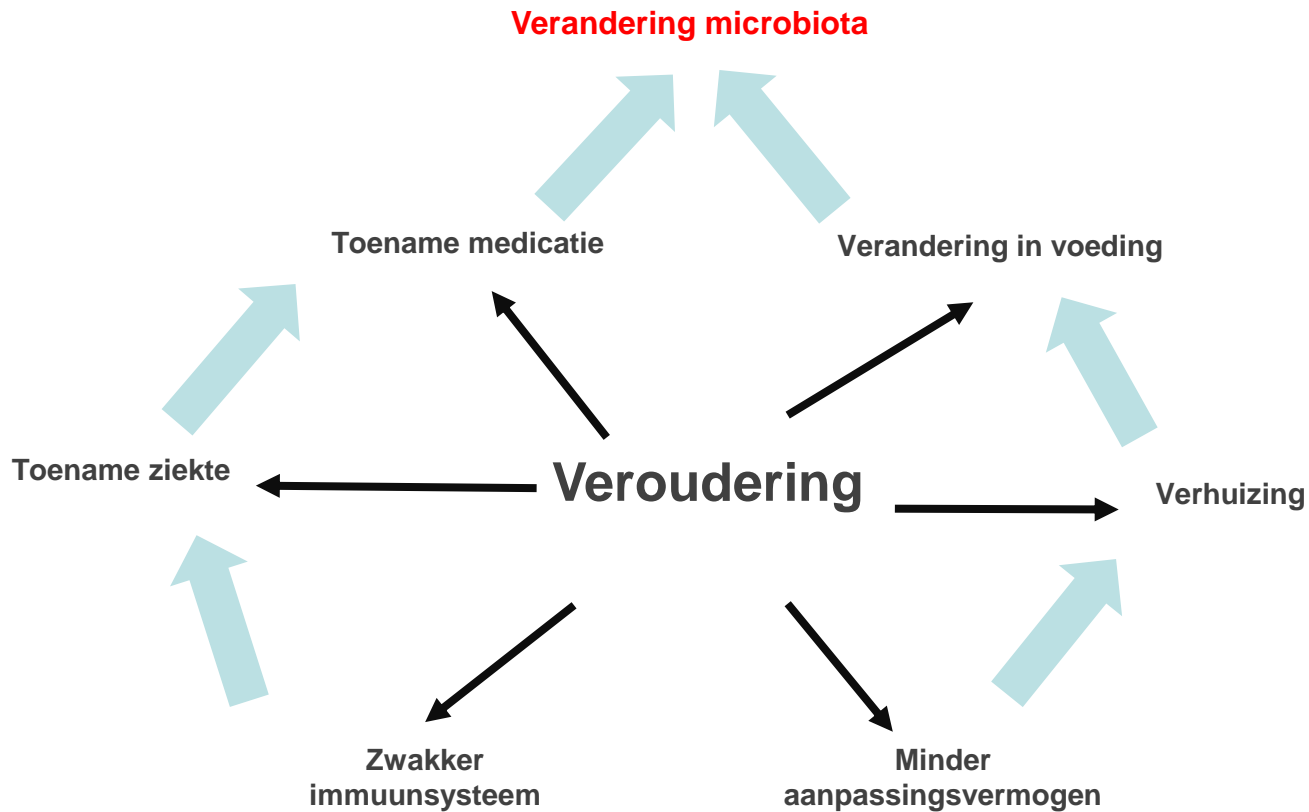 Verandering microbiota
Toename medicatie
Verandering in voeding
Toename ziekte
Veroudering
Verhuizing
Zwakker
immuunsysteem
Minder
aanpassingsvermogen